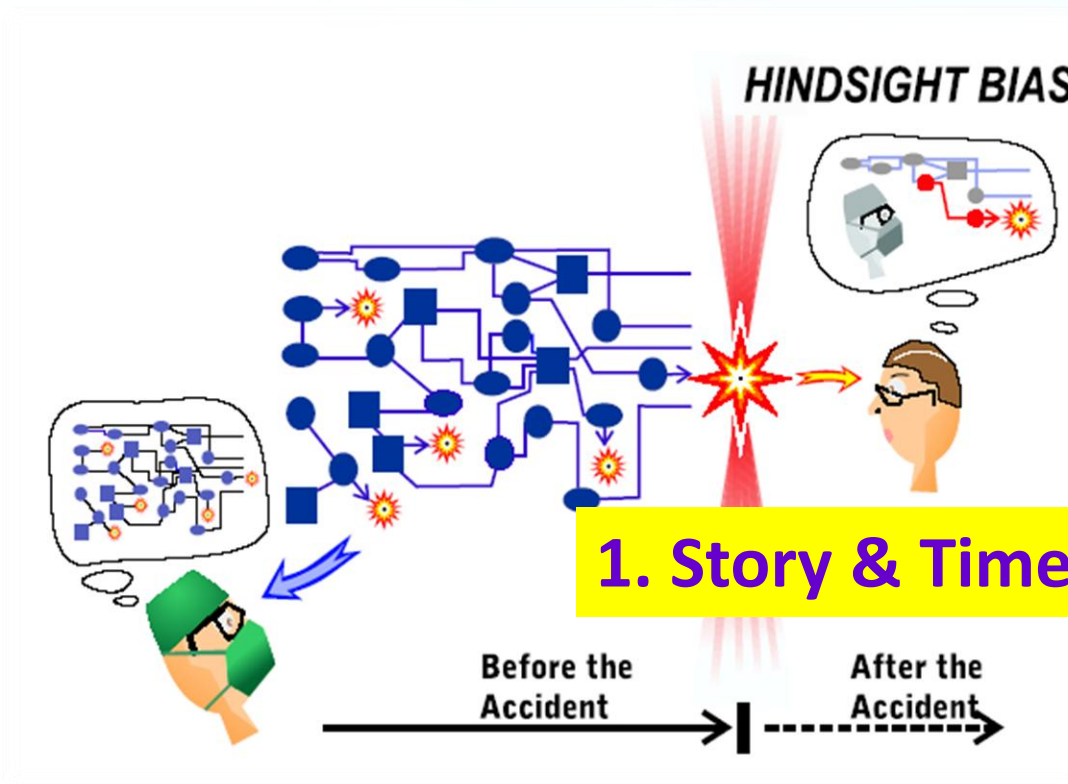 HINDSIGHT BIAS
1. Story & Time
Before the
Accident
After the
Accident